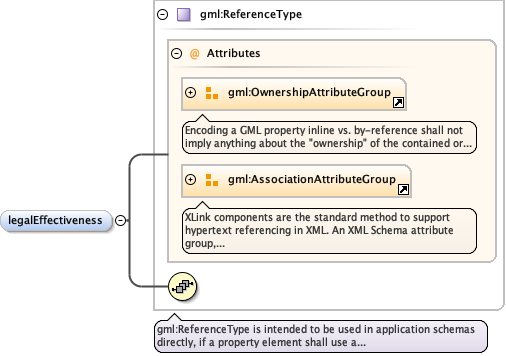 gml:ReferenceType
@ Attributes
gml:OwnershipAttributeGroup
Encoding a GML property inline vs. by-reference shall not
imply anything about the "ownership" of the contained or...
gml:AssociationAttributeGroup
XLink components are the standard method to support
hypertext referencing in XML. An XML Schema attribute
group,...
legalEffectiveness
gml:ReferenceType is intended to be used in application schemas
directly, if a property element shall use a...